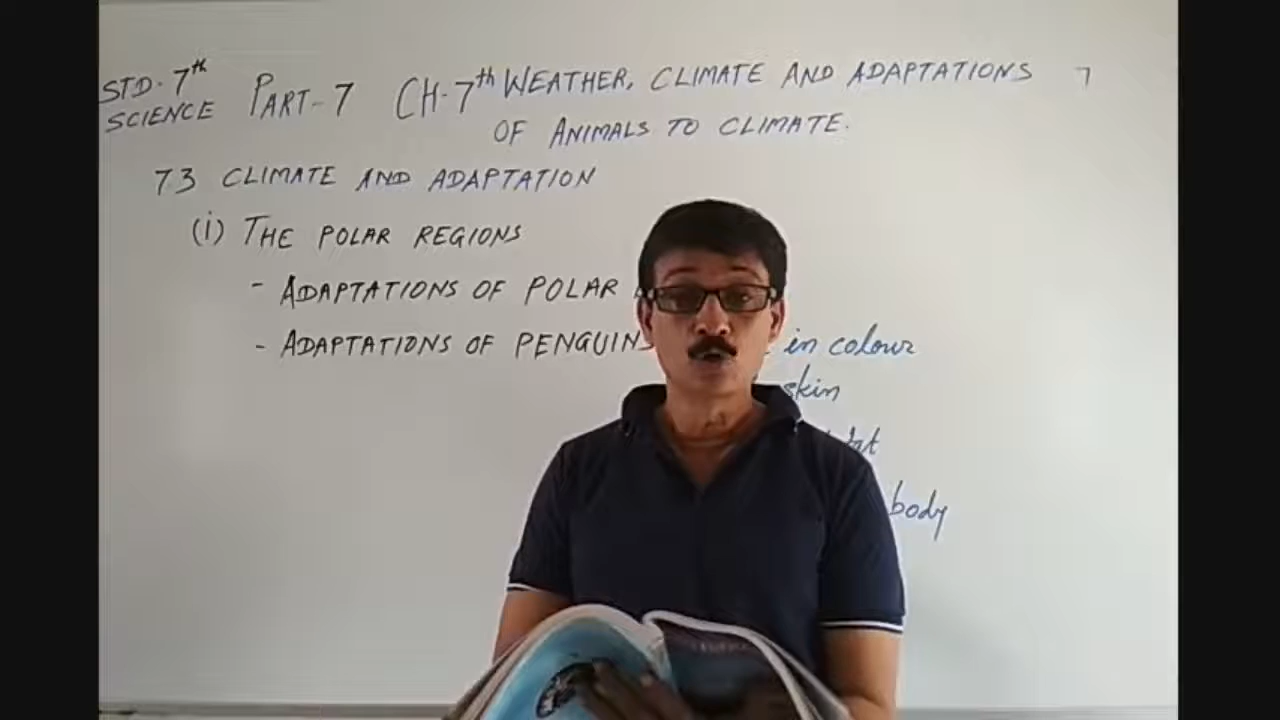 STD. 7th
SCIENCE PART-7 CH-7th WEATHER, CLIMATE AND ADAPTATIONS 7
OF ANIMALS TO CLIMATE.
7.3 CLIMATE AND ADAPTATION
(i) THE POLAR REGIONS
- ADAPTATIONS OF POLAR
- ADAPTATIONS OF PENGUINS
in colour
skin
fat
body